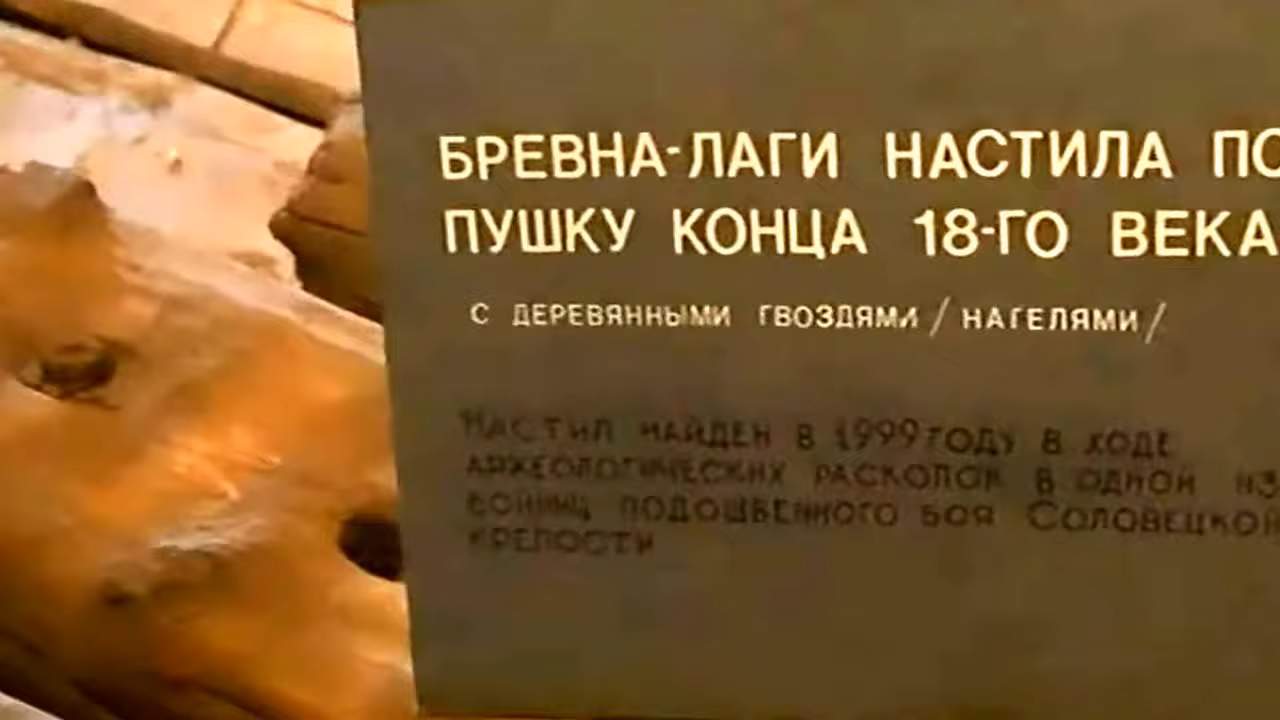 БРЕВНА-ЛАГИ НАСТИЛА ПО
ПУШКУ КОНЦА 18-ГО ВЕКА
С ДЕРЕВЯННЫМИ ГВОЗДЯМИ/НАГЕЛЯМИ/
НАСТИЛ НАЙДЕН В 1999 ГОДУ В ХОДЕ
АРХЕОЛОГИЧЕСКИХ РАСКОПОК В ОДНОЙ ИЗ
БОЙНИЦ ПОДОШВЕННОГО БОЯ СОЛОВЕЦКОЙ
КРЕПОСТИ